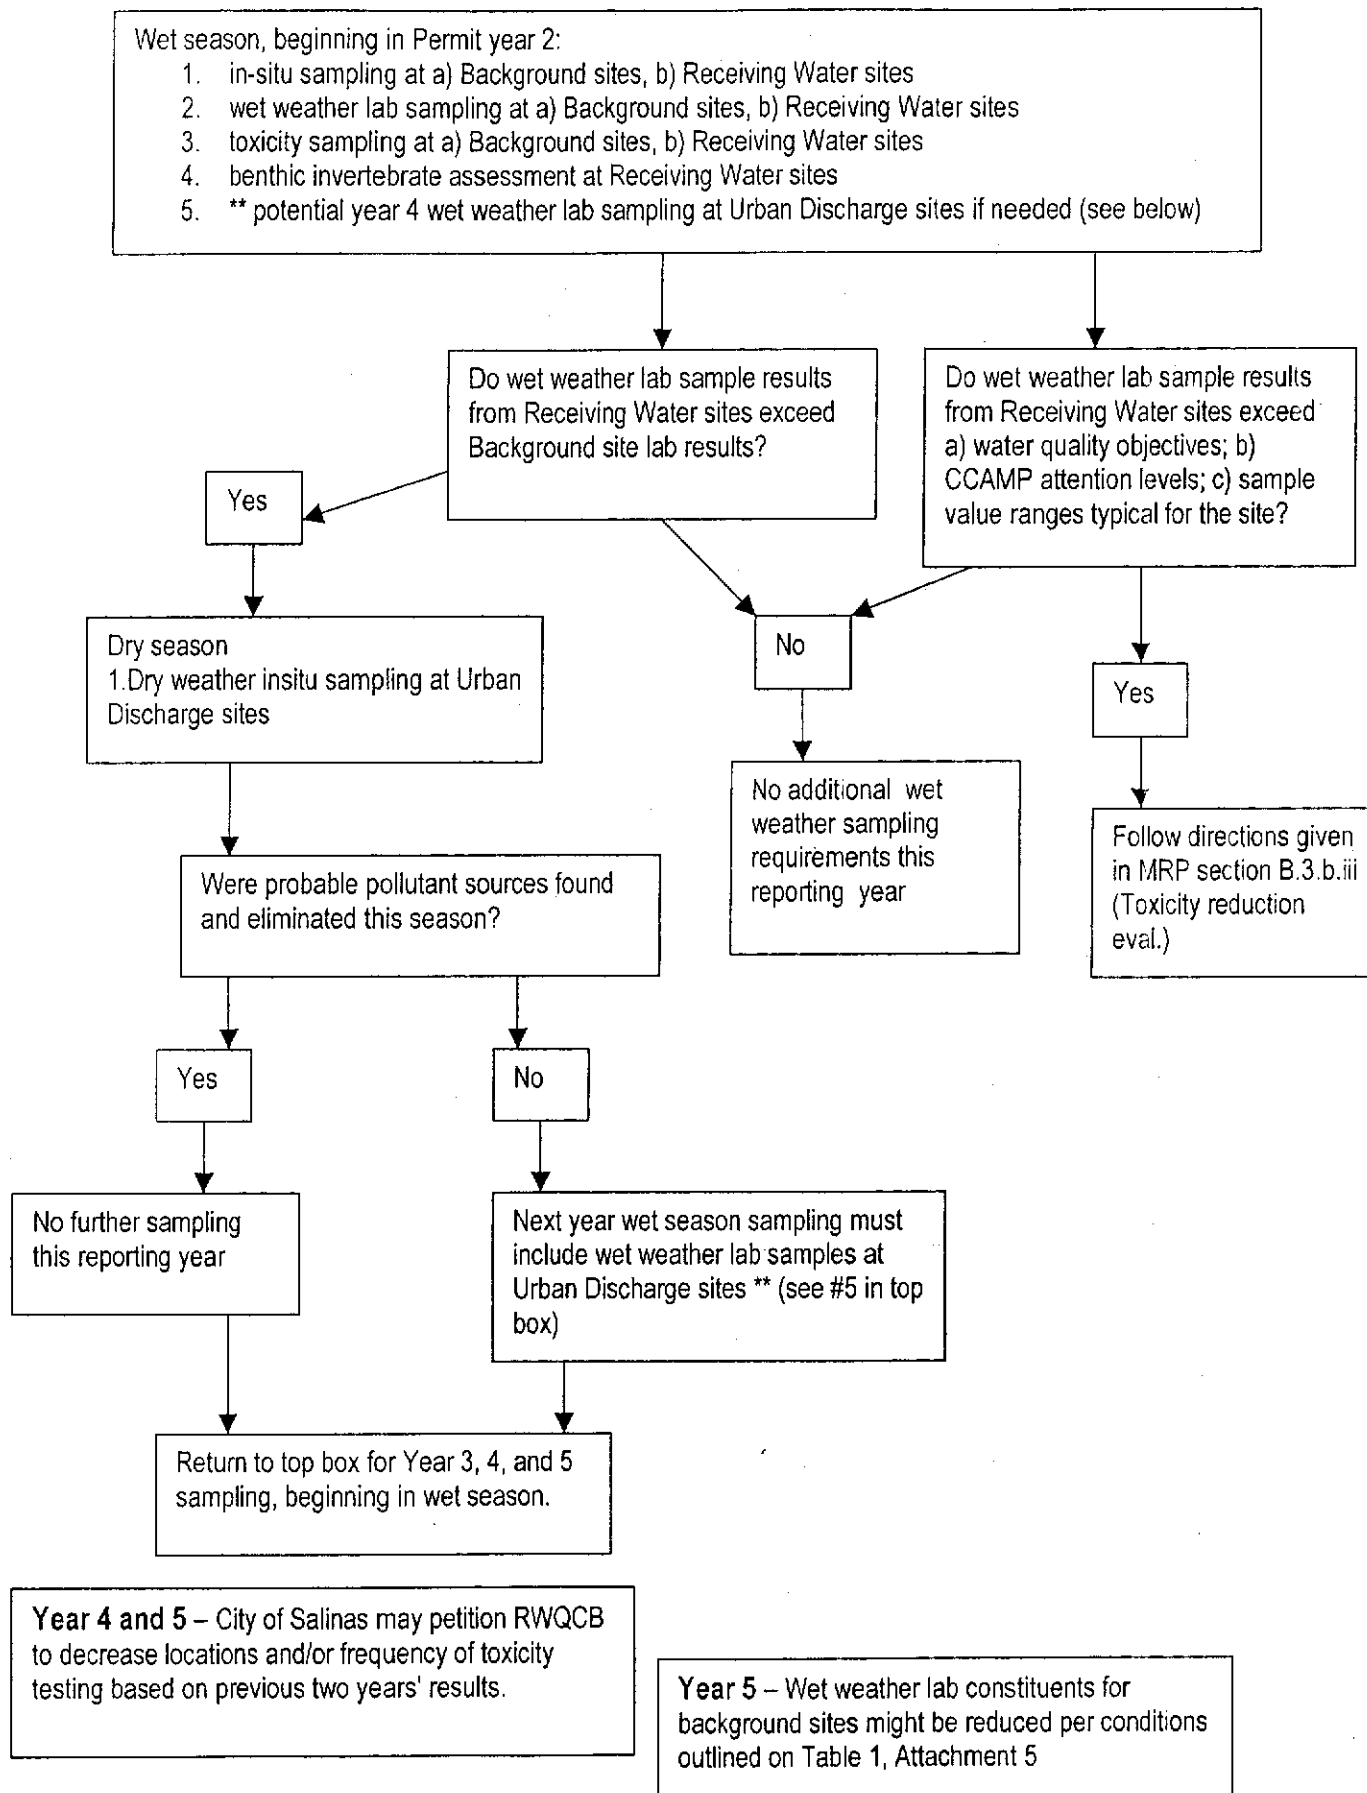 Wet season, beginning in Permit year 2:
1. in-situ sampling at a) Background sites, b) Receiving Water sites
2. wet weather lab sampling at a) Background sites, b) Receiving Water sites
3. toxicity sampling at a) Background sites, b) Receiving Water sites
4. benthic invertebrate assessment at Receiving Water sites
5. ** potential year 4 wet weather lab sampling at Urban Discharge sites if needed (see below)
Do wet weather lab sample results
from Receiving Water sites exceed
Background site lab results?
Do wet weather lab sample results
from Receiving Water sites exceed
a) water quality objectives; b)
CCAMP attention levels; c) sample
value ranges typical for the site?
Yes
No
Yes
Dry season
1.Dry weather insitu sampling at Urban
Discharge sites
No additional wet
weather sampling
requirements this
reporting year
Follow directions given
in MRP section B.3.b.iii
(Toxicity reduction
eval.)
Were probable pollutant sources found
and eliminated this season?
Yes
No
No further sampling
this reporting year
Next year wet season sampling must
include wet weather lab samples at
Urban Discharge sites ** (see #5 in top
box)
Return to top box for Year 3, 4, and 5
sampling, beginning in wet season.
Year 4 and 5 – City of Salinas may petition RWQCB
to decrease locations and/or frequency of toxicity
testing based on previous two years' results.
Year 5 – Wet weather lab constituents for
background sites might be reduced per conditions
outlined on Table 1, Attachment 5